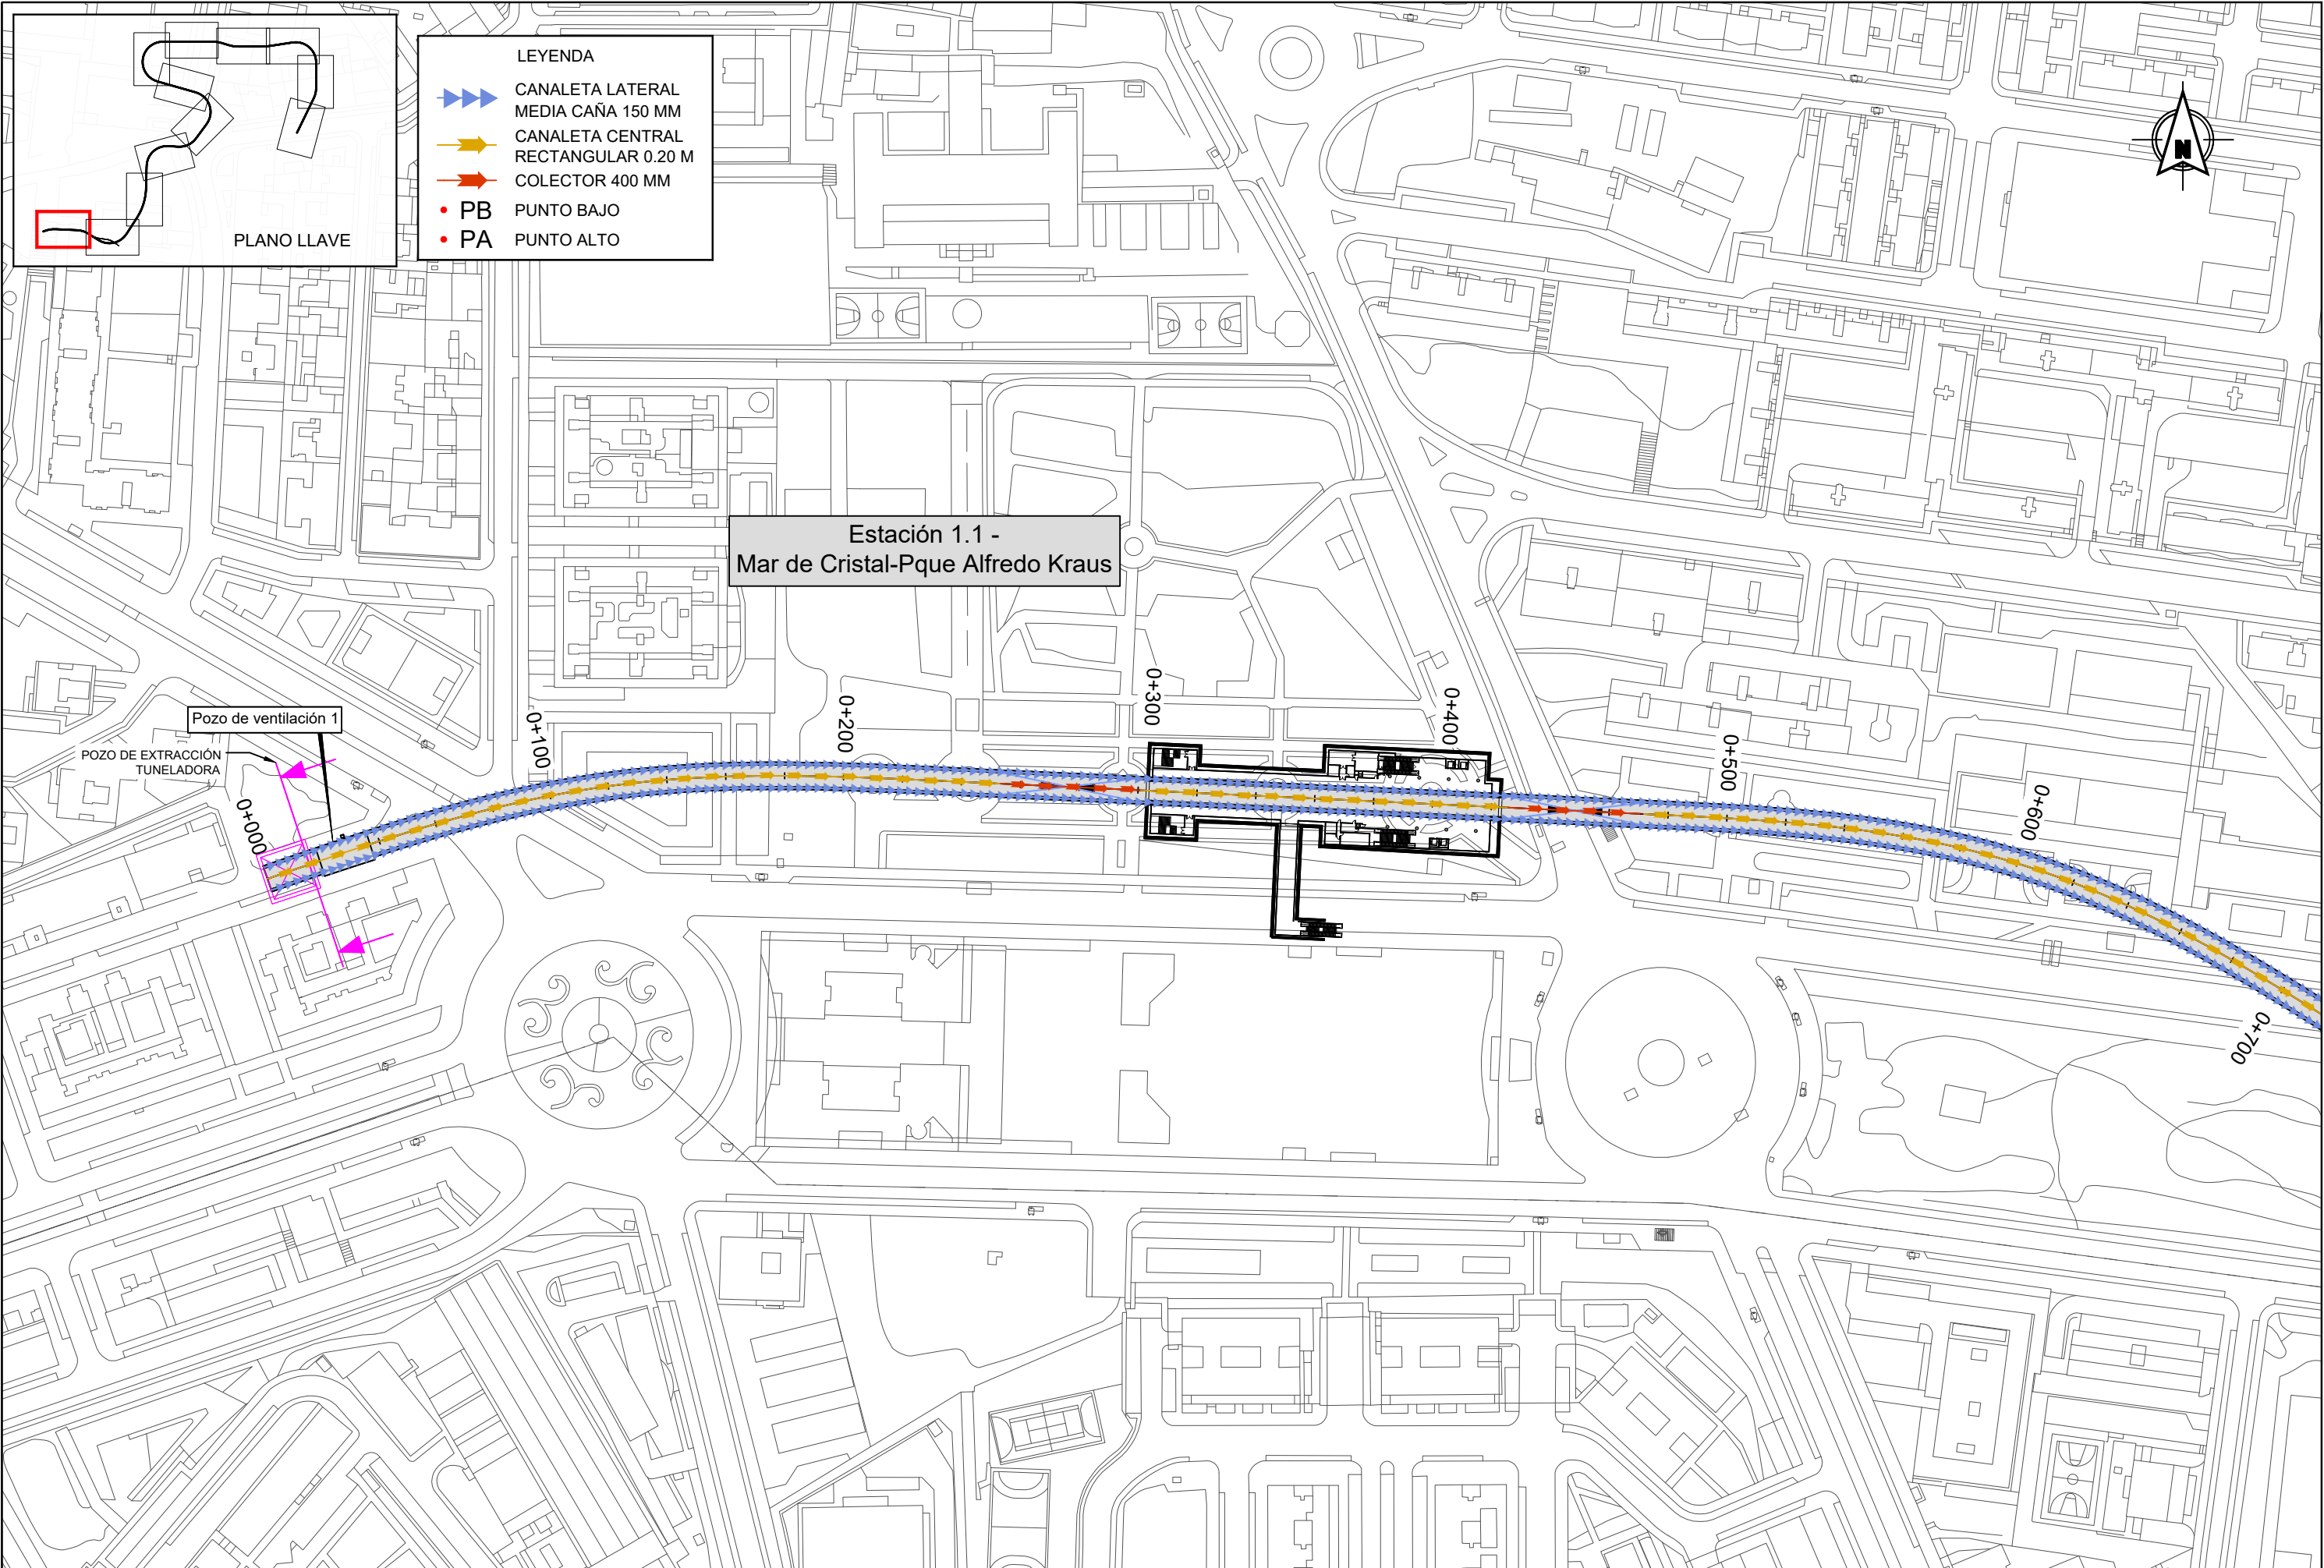 PLANO LLAVE
LEYENDA
CANALETA LATERAL
MEDIA CAÑA 150 MM
CANALETA CENTRAL
RECTANGULAR 0.20 M
COLECTOR 400 MM
PB PUNTO BAJO
PA PUNTO ALTO
N
Estación 1.1 -
Mar de Cristal-Pque Alfredo Kraus
Pozo de ventilación 1
POZO DE EXTRACCIÓN
TUNELADORA
0+000
0+100
0+200
0+300
0+400
0+500
0+600
0+700